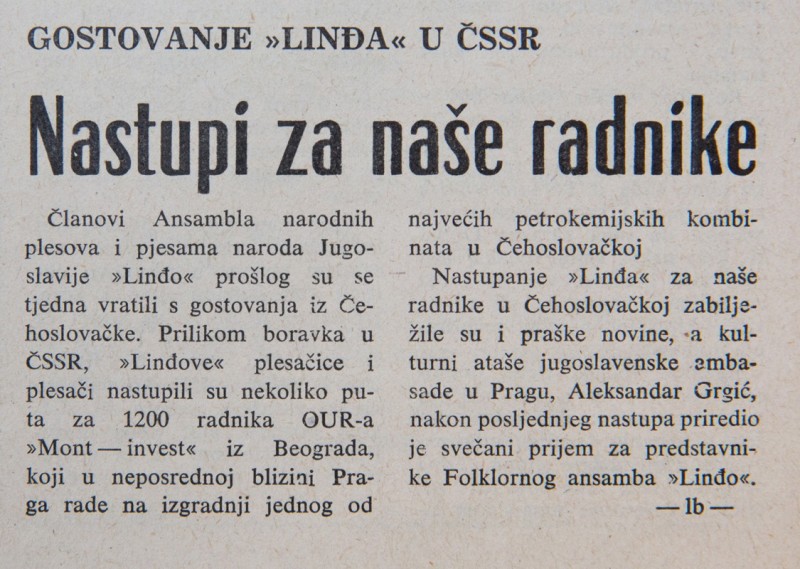 GOSTOVANJE »LINĐA« U ČSSR
Nastupi za naše radnike
Članovi Ansambla narodnih
plesova i pjesama naroda Jugo-
slavije »Linđo« prošlog su se
tjedna vratili s gostovanja iz Če-
hoslovačke. Prilikom boravka u
ČSSR, »Linđove« plesačice i
plesači nastupili su nekoliko pu-
ta za 1200 radnika OUR-a
»Mont — invest« iz Beograda,
koji u neposrednoj blizini Pra-
ga rade na izgradnji jednog od
najvećih petrokemijskih kombi-
nata u Čehoslovačkoj
Nastupanje »Linđa« za naše
radnike u Čehoslovačkoj zabilje-
žile su i praške novine, a kul-
turni ataše jugoslavenske amba-
sade u Pragu, Aleksandar Grgić,
nakon posljednjeg nastupa priredio
je svečani prijem za predstavni-
ke Folklornog ansamba »Linđo«.
— lb —